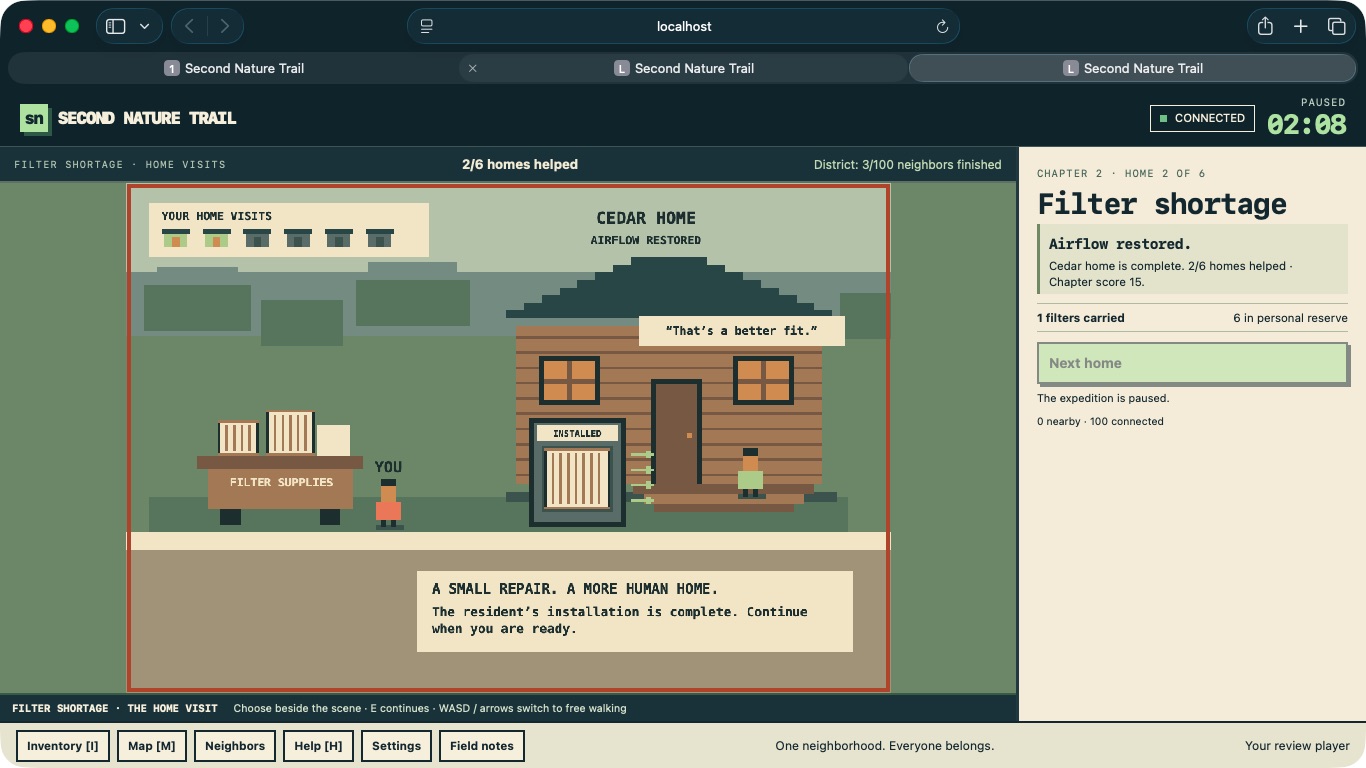 localhost
1 Second Nature Trail
L Second Nature Trail
L Second Nature Trail
sn SECOND NATURE TRAIL
CONNECTED
PAUSED
02:08
FILTER SHORTAGE · HOME VISITS
2/6 homes helped
District: 3/100 neighbors finished
YOUR HOME VISITS
CEDAR HOME
AIRFLOW RESTORED
“That’s a better fit.”
INSTALLED
FILTER SUPPLIES
YOU
A SMALL REPAIR. A MORE HUMAN HOME.
The resident’s installation is complete. Continue
when you are ready.
FILTER SHORTAGE · THE HOME VISIT
Choose beside the scene · E continues · WASD / arrows switch to free walking
CHAPTER 2 · HOME 2 OF 6
Filter shortage
Airflow restored.
Cedar home is complete. 2/6 homes helped ·
Chapter score 15.
1 filters carried
6 in personal reserve
Next home
The expedition is paused.
0 nearby · 100 connected
Inventory [I]
Map [M]
Neighbors
Help [H]
Settings
Field notes
One neighborhood. Everyone belongs.
Your review player